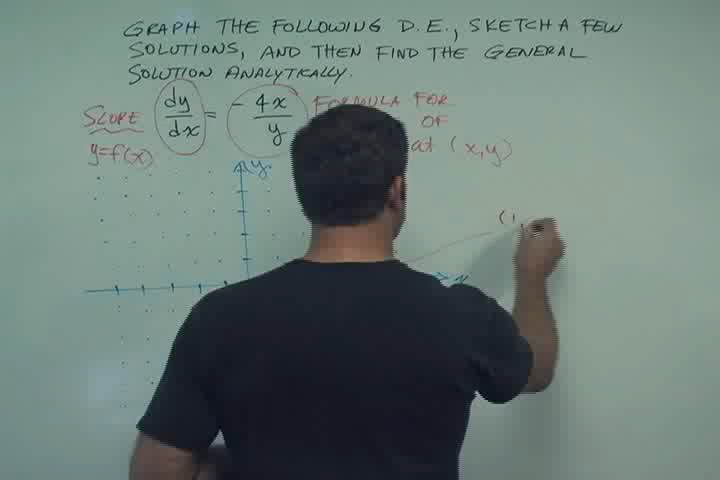 GRAPH THE FOLLOWING D.E., SKETCH A FEW
SOLUTIONS, AND THEN FIND THE GENERAL
SOLUTION ANALYTICALLY.
SLOPE dy/dx = -4x/y FORMULA FOR
OF
y=f(x) at (x,y)
y
(1,
x